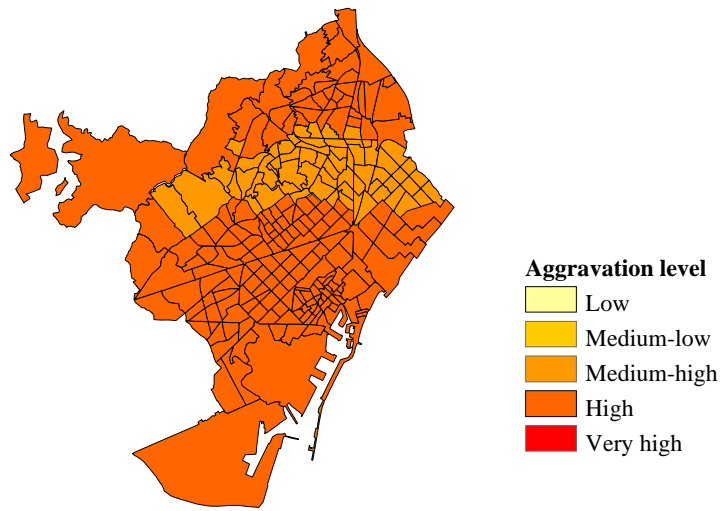 Aggravation level
Low
Medium-low
Medium-high
High
Very high